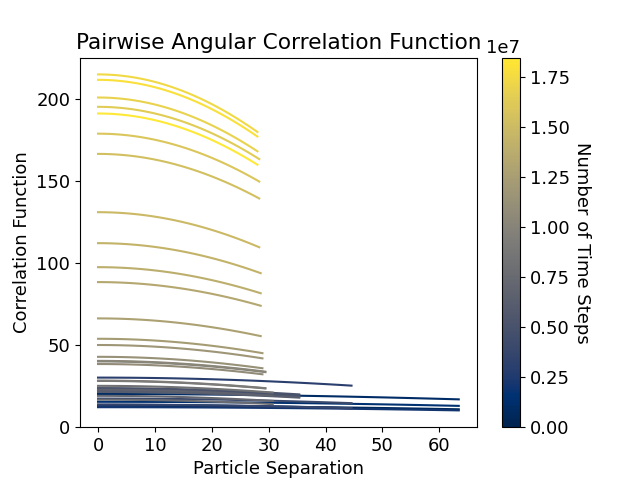 Pairwise Angular Correlation Function
1e7
Correlation Function
200
150
100
50
0
0 10 20 30 40 50 60
Particle Separation
1.75
1.50
1.25
1.00
0.75
0.50
0.25
0.00
Number of Time Steps